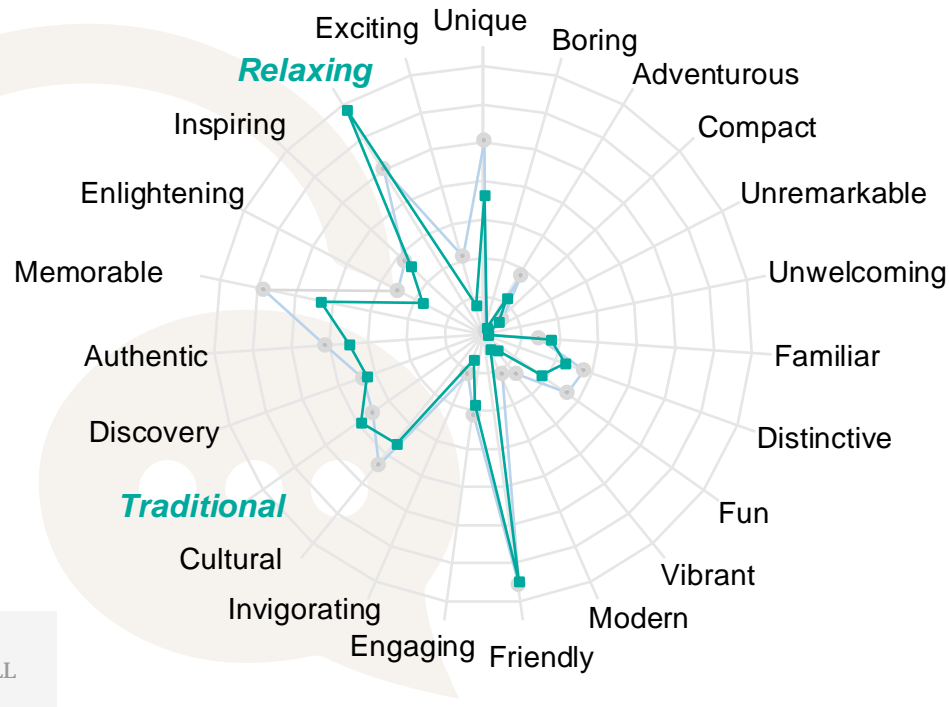 Unique
Exciting
Boring
Relaxing
Adventurous
Inspiring
Compact
Enlightening
Unremarkable
Memorable
Unwelcoming
Authentic
Familiar
Discovery
Distinctive
Traditional
Fun
Cultural
Vibrant
Invigorating
Modern
Engaging
Friendly